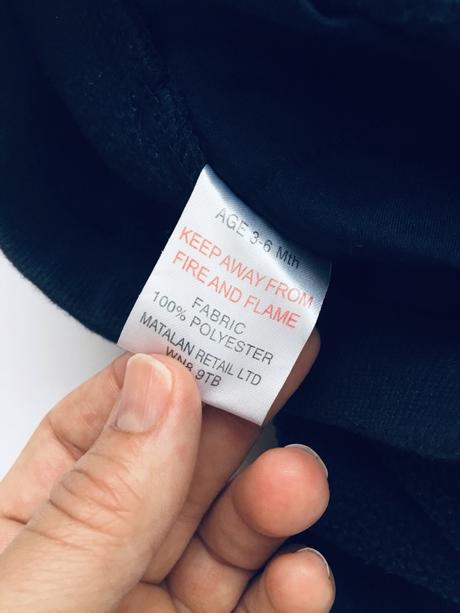 AGE 3-6 Mth
KEEP AWAY FROM
FIRE AND FLAME
FABRIC
100% POLYESTER
MATALAN RETAIL LTD
WN8 9TB